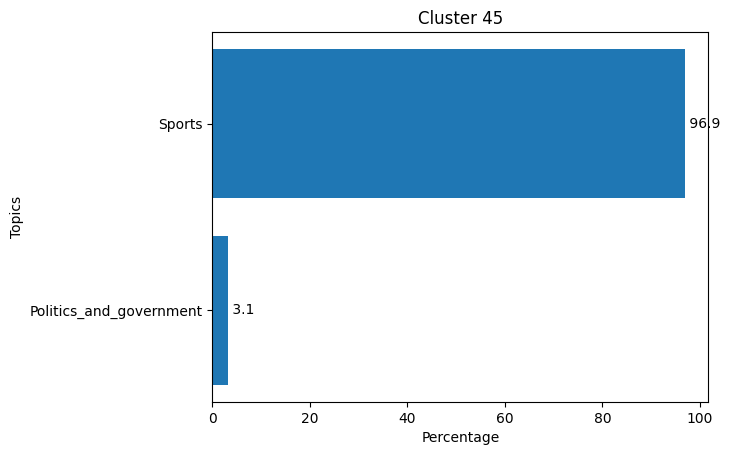 Cluster 45
Sports
96.9
Topics
Politics_and_government
3.1
0 20 40 60 80 100
Percentage